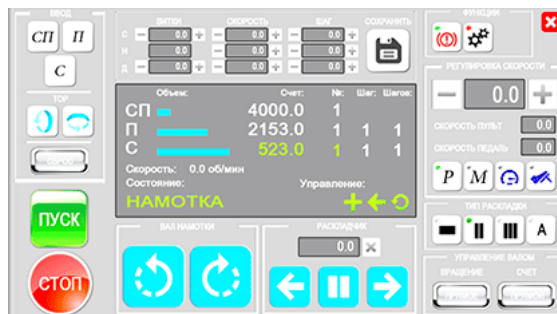 ВВОД
СП П
С
ТОР
СБРОС
ПУСК
СТОП
ВИТКИ СКОРОСТЬ ШАГ СОХРАНИТЬ
С − 0.0 + − 0.0 + − 0.0 +
Н − 0.0 + − 0.0 + − 0.0 +
Д − 0.0 + − 0.0 + − 0.0 +
Объем: Счет: №: Шаг: Шагов:
СП 4000.0 1
П 2153.0 1 1 1
С 523.0 1 1 1
Скорость: 0.0 об/мин
Состояние: Управление:
НАМОТКА
ВАЛ НАМОТКИ
РАСКЛАДЧИК
0.0
ФУНКЦИИ
РЕГУЛИРОВКА СКОРОСТИ
− 0.0 +
СКОРОСТЬ ПУЛЬТ 0.0
СКОРОСТЬ ПЕДАЛЬ 0.0
P M
ТИП РАСКЛАДКИ
A
УПРАВЛЕНИЕ ВАЛОМ
ВРАЩЕНИЕ СЧЕТ
ПРЯМОЕ ПРЯМОЙ